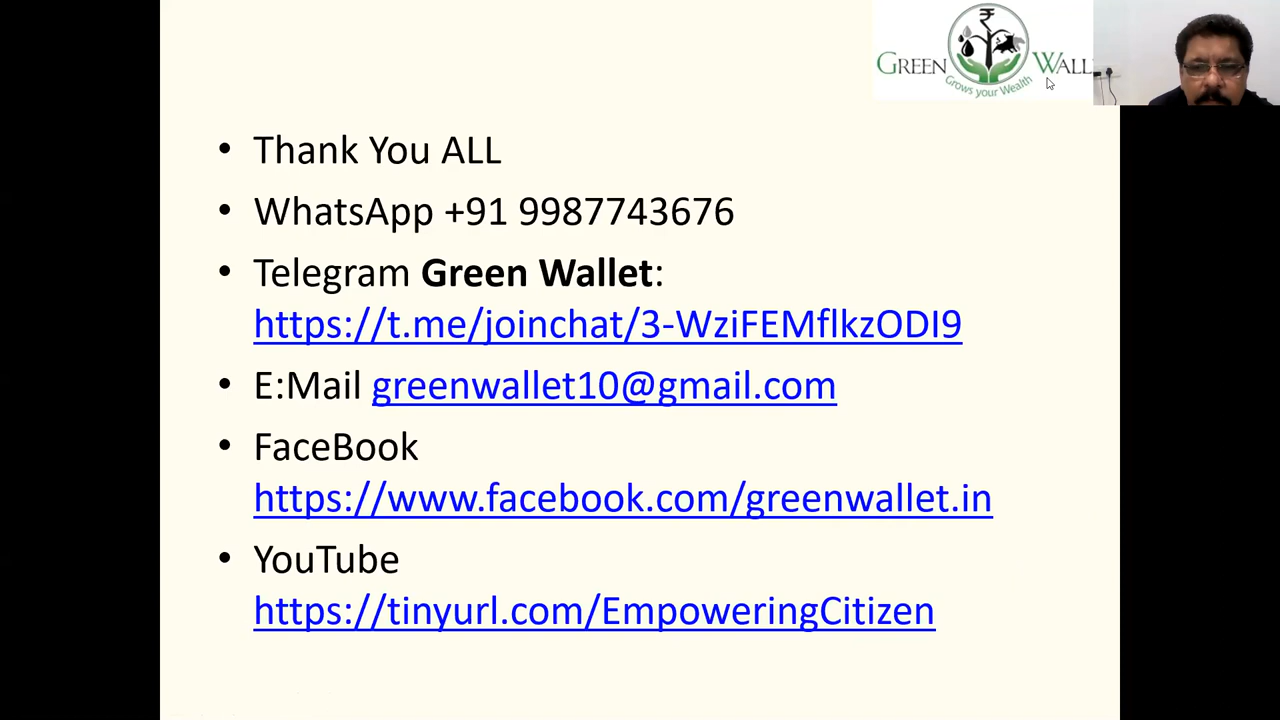 GREEN WALL
Grows your Wealth
• Thank You ALL
• WhatsApp +91 9987743676
• Telegram Green Wallet:
https://t.me/joinchat/3-WziFEMflkzODI9
• E:Mail greenwallet10@gmail.com
• FaceBook
https://www.facebook.com/greenwallet.in
• YouTube
https://tinyurl.com/EmpoweringCitizen